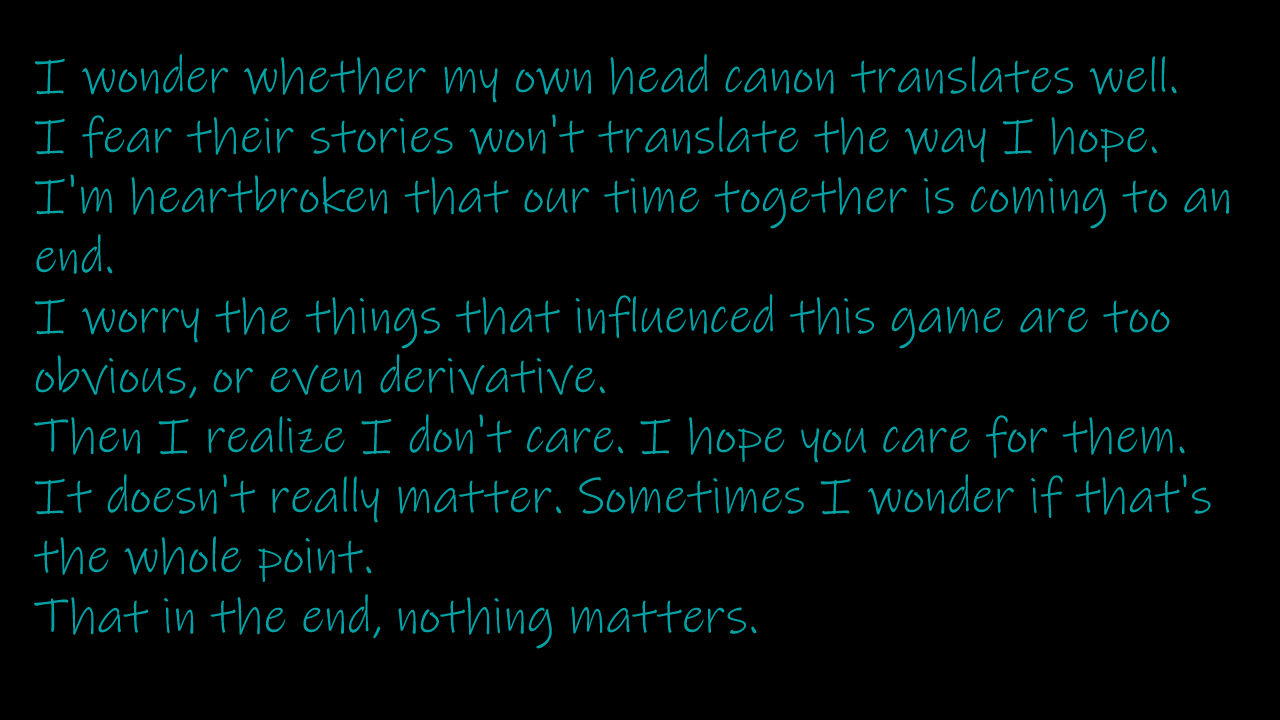 I wonder whether my own head canon translates well.
I fear their stories won't translate the way I hope.
I'm heartbroken that our time together is coming to an
end.
I worry the things that influenced this game are too
obvious, or even derivative.
Then I realize I don't care. I hope you care for them.
It doesn't really matter. Sometimes I wonder if that's
the whole point.
That in the end, nothing matters.